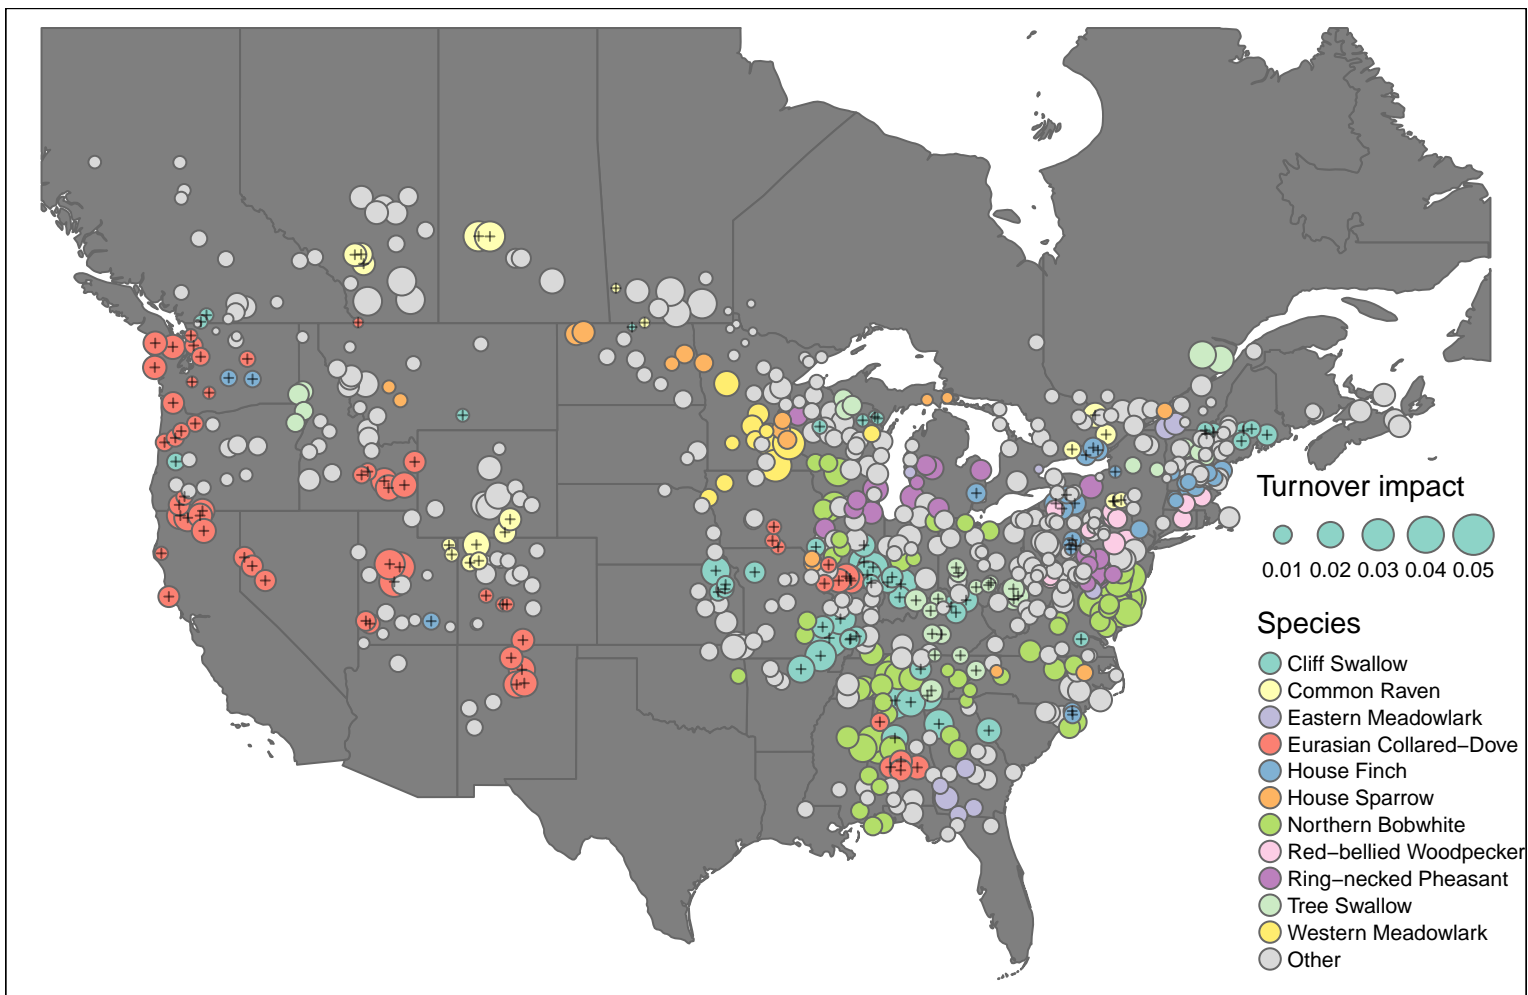 Turnover impact
0.01 0.02 0.03 0.04 0.05
Species
Cliff Swallow
Common Raven
Eastern Meadowlark
Eurasian Collared−Dove
House Finch
House Sparrow
Northern Bobwhite
Red−bellied Woodpecker
Ring−necked Pheasant
Tree Swallow
Western Meadowlark
Other